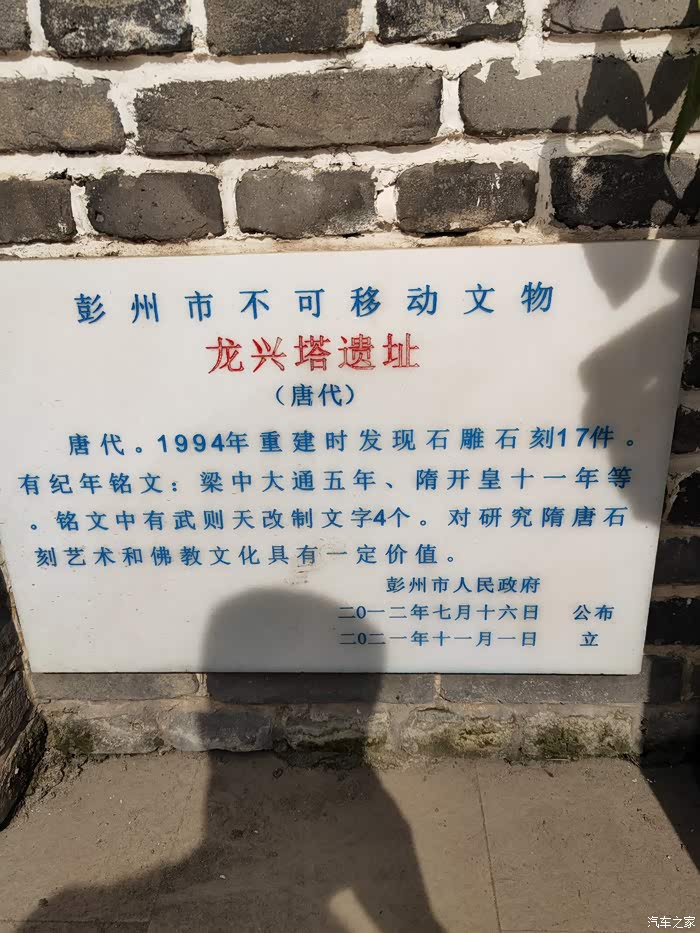 彭州市不可移动文物
龙兴塔遗址
（唐代）
唐代。1994年重建时发现石雕石刻17件。
有纪年铭文：梁中大通五年、隋开皇十一年等
。铭文中有武则天改制文字4个。对研究隋唐石
刻艺术和佛教文化具有一定价值。
彭州市人民政府
二〇一二年七月十六日 公布
二〇二一年十一月一日 立
汽车之家